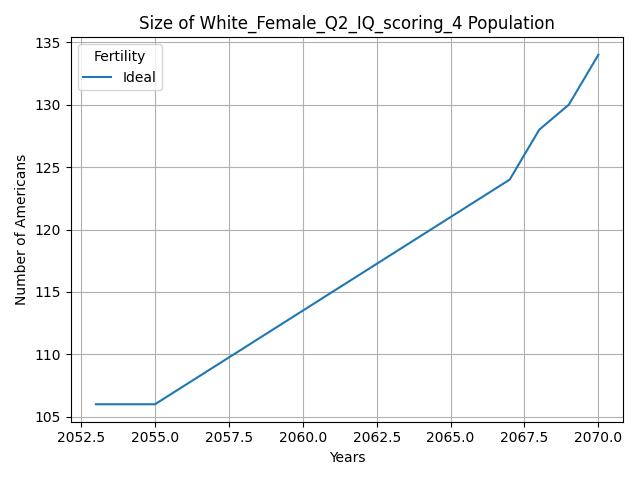 Size of White_Female_Q2_IQ_scoring_4 Population
Fertility
Ideal
Number of Americans
135
130
125
120
115
110
105
2052.5 2055.0 2057.5 2060.0 2062.5 2065.0 2067.5 2070.0
Years